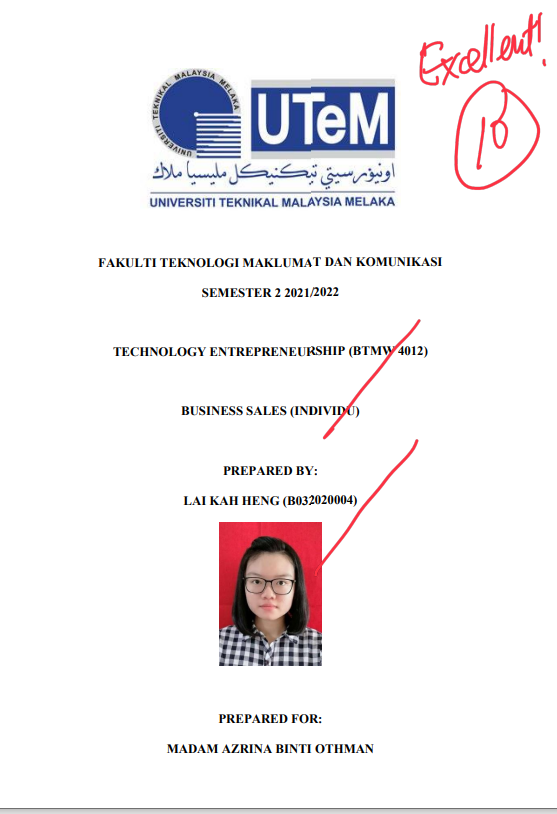 Excellent!
10
UNIVERSITI TEKNIKAL MALAYSIA MELAKA
UTeM
اونيۏرسيتي تيکنيکل مليسيا ملاک
UNIVERSITI TEKNIKAL MALAYSIA MELAKA
FAKULTI TEKNOLOGI MAKLUMAT DAN KOMUNIKASI
SEMESTER 2 2021/2022
TECHNOLOGY ENTREPRENEURSHIP (BTMW 4012)
BUSINESS SALES (INDIVIDU)
PREPARED BY:
LAI KAH HENG (B032020004)
PREPARED FOR:
MADAM AZRINA BINTI OTHMAN